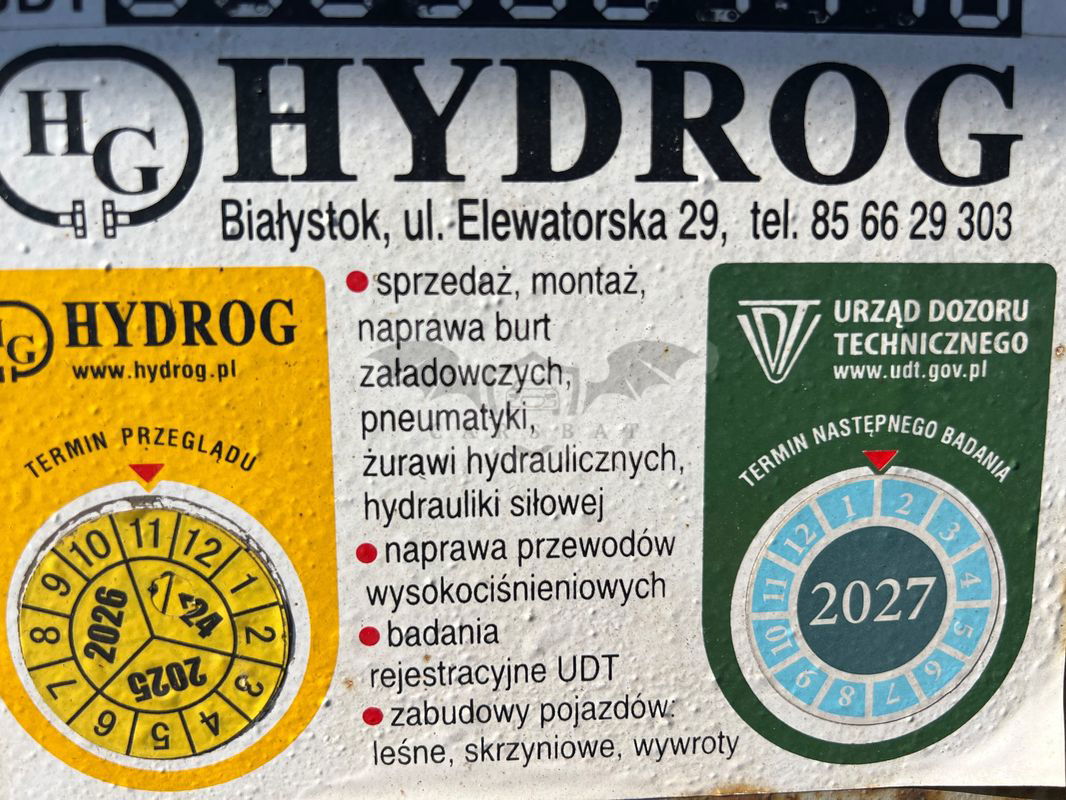 HG
HYDROG
Białystok, ul. Elewatorska 29, tel. 85 66 29 303
HYDROG
www.hydrog.pl
TERMIN PRZEGLĄDU
1 2 3 4 5 6 7 8 9 10 11 12
2025 2026
sprzedaż, montaż,
naprawa burt
załadowczych,
pneumatyki,
żurawi hydraulicznych,
hydrauliki siłowej
naprawa przewodów
wysokociśnieniowych
badania
rejestracyjne UDT
zabudowy pojazdów:
leśne, skrzyniowe, wywroty
CARSBAT
UDT
URZĄD DOZORU
TECHNICZNEGO
www.udt.gov.pl
TERMIN NASTĘPNEGO BADANIA
1 2 3 4 5 6 7 8 9 10 11 12
2027